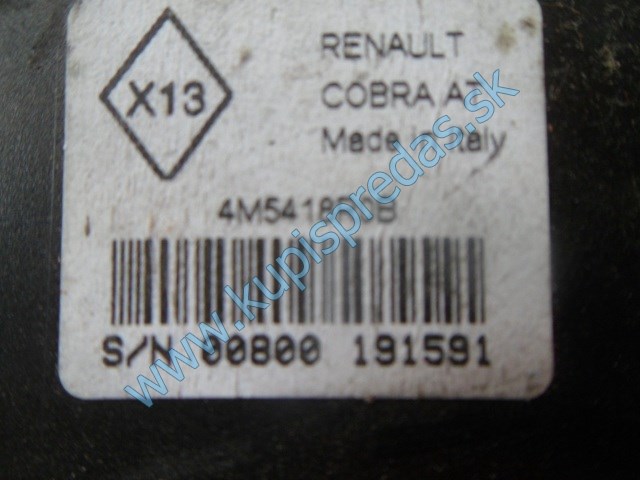 X13
RENAULT
COBRA
Made in Italy
S/N 00800 191591
www.kupispredas.sk